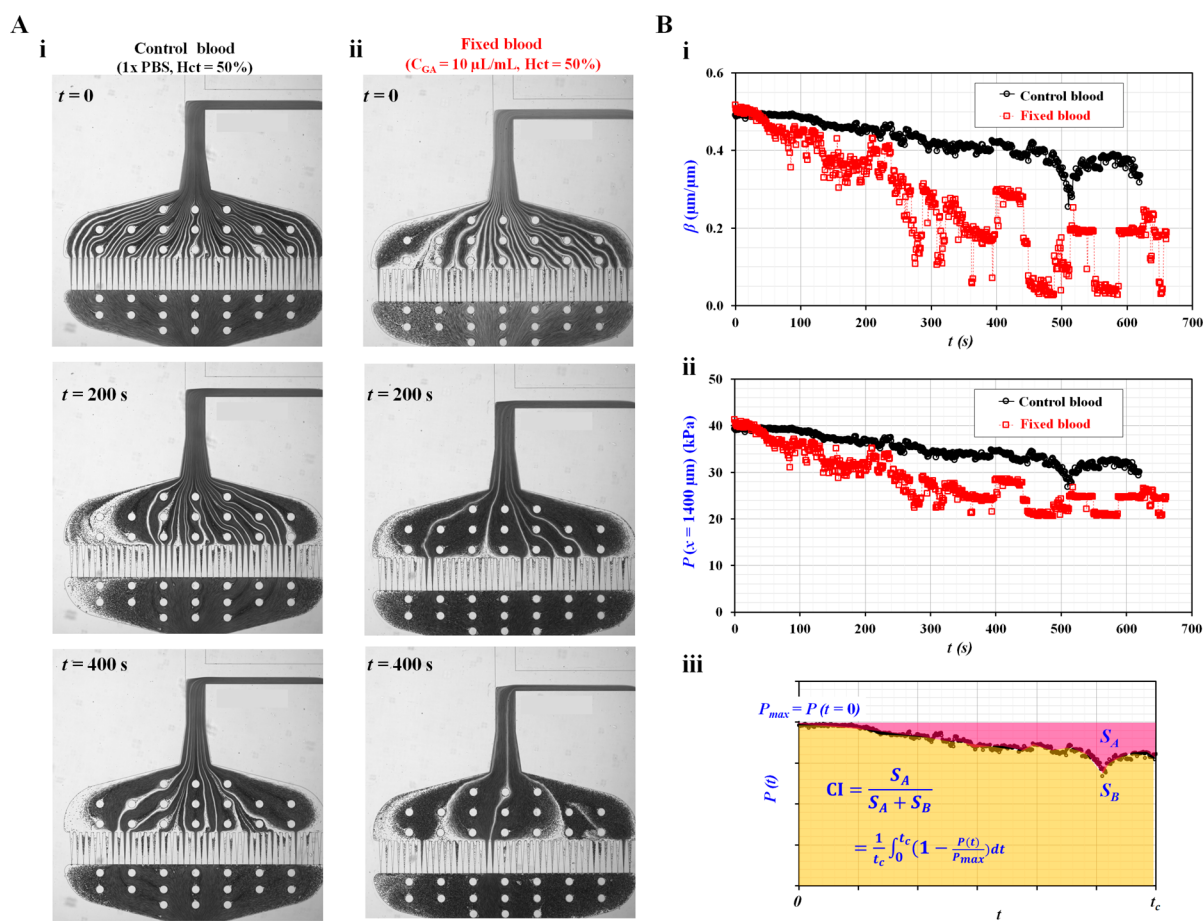 A
i
Control blood
(1x PBS, Hct = 50%)
t = 0
t = 200 s
t = 400 s
ii
Fixed blood
(C_GA = 10 µL/mL, Hct = 50%)
t = 0
t = 200 s
t = 400 s
B
i
0.6
0.4
0.2
0.0
β (µm/µm)
Control blood
Fixed blood
0 100 200 300 400 500 600 700
t (s)
ii
50
40
30
20
10
0
P (x = 1400 µm) (kPa)
Control blood
Fixed blood
0 100 200 300 400 500 600 700
t (s)
iii
P_max = P (t = 0)
P (t)
S_A
S_B
CI = S_A / (S_A + S_B)
= 1/t_c ∫_0^t_c (1 − P(t)/P_max)dt
t
t_c